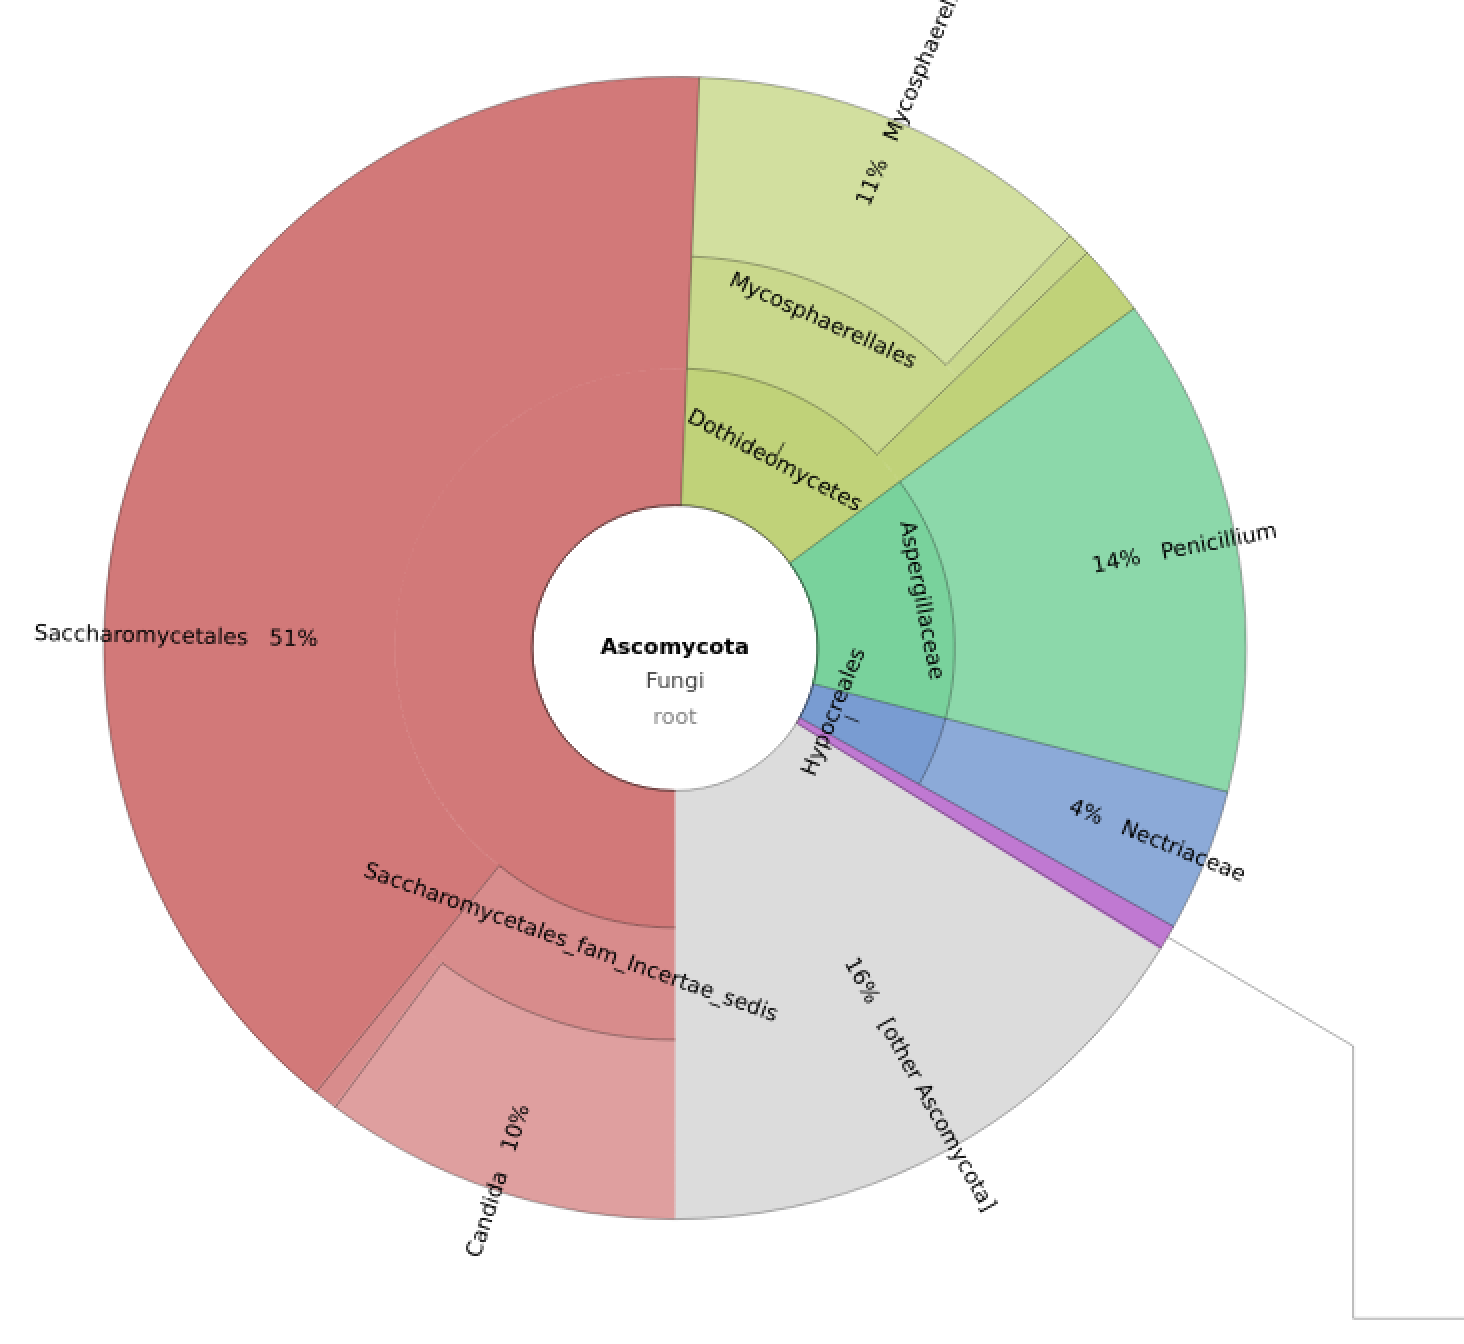 Mycosphaerel
11%
Mycosphaerellales
Dothideomycetes
Aspergillaceae
14% Penicillium
Saccharomycetales 51%
Ascomycota
Fungi
root
Hypocreales
4% Nectriaceae
Saccharomycetales_fam_Incertae_sedis
16% [other Ascomycota]
Candida 10%